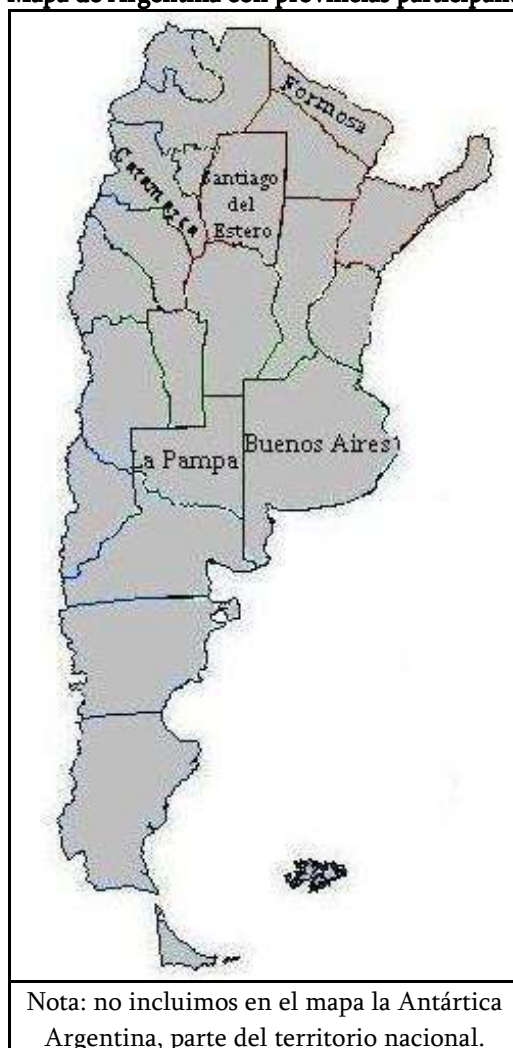 Mapa de Argentina con provincias participant
Formosa
Catamarca
Santiago
del
Estero
La Pampa
Buenos Aires
Nota: no incluimos en el mapa la Antártica
Argentina, parte del territorio nacional.